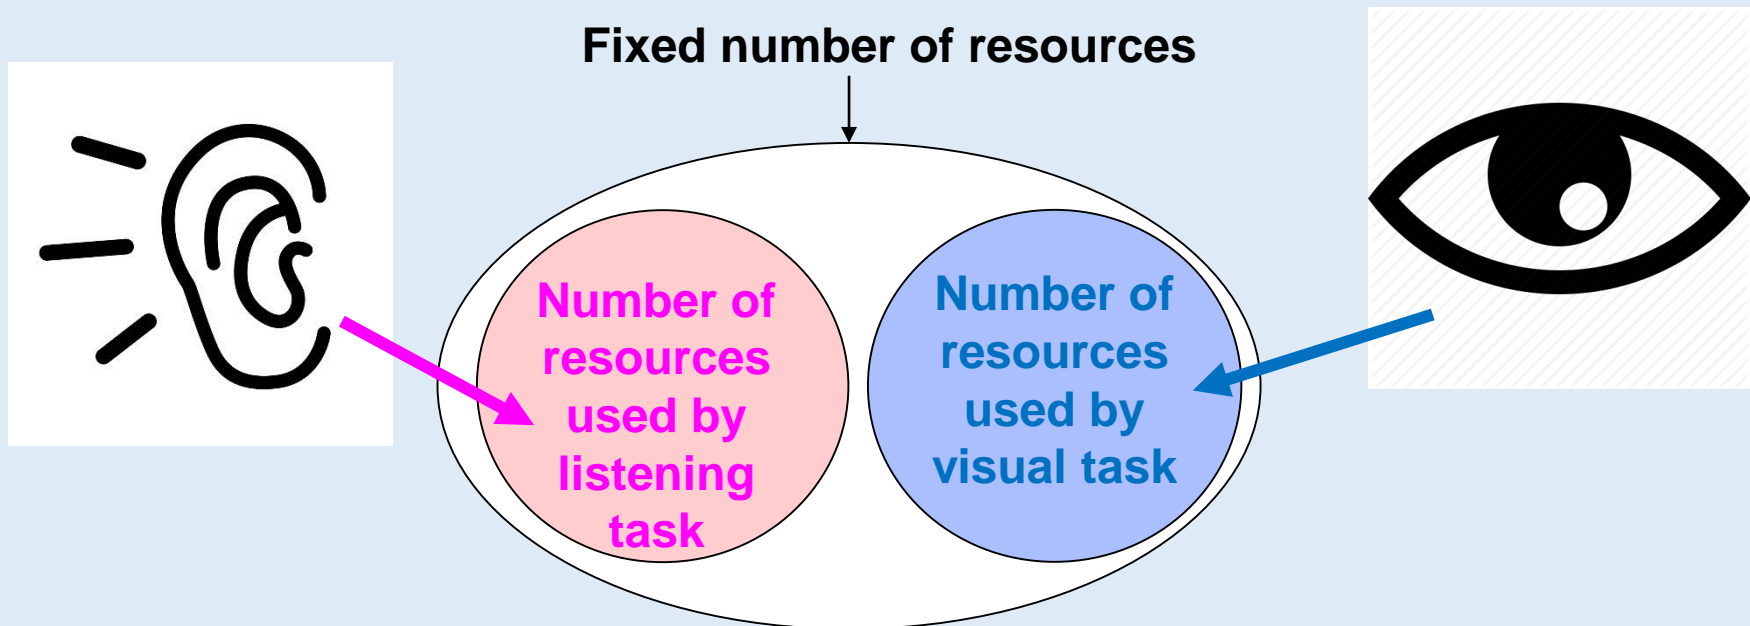 Fixed number of resources
Number of
resources
used by
listening
task
Number of
resources
used by
visual task